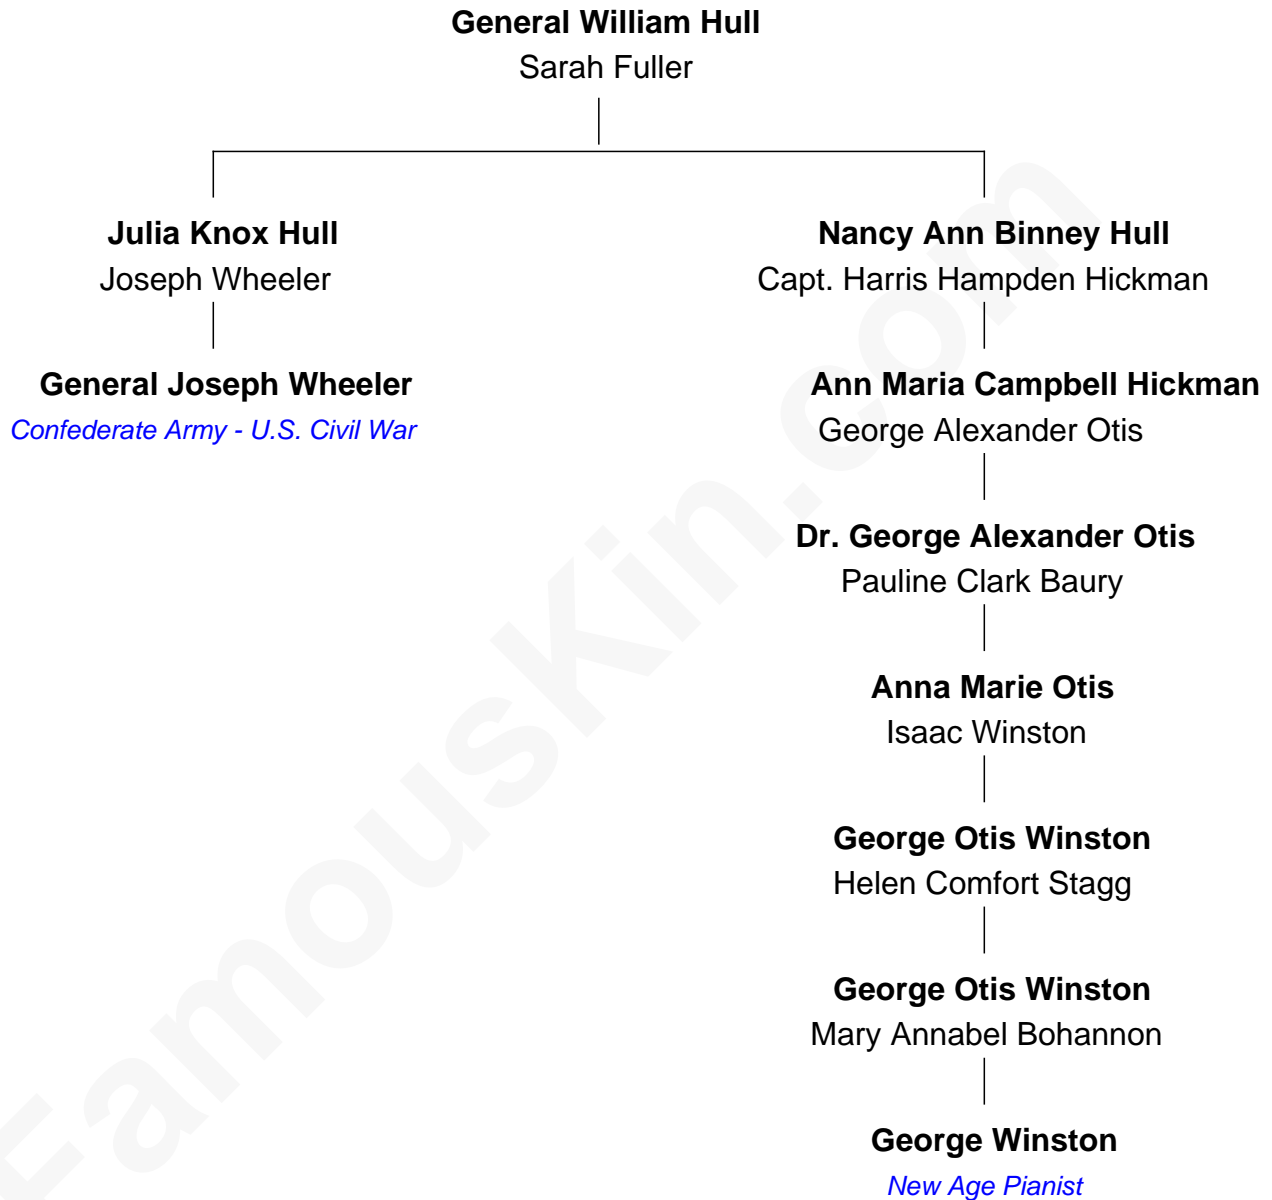 General William Hull
Sarah Fuller
Julia Knox Hull
Joseph Wheeler
General Joseph Wheeler
Confederate Army - U.S. Civil War
Nancy Ann Binney Hull
Capt. Harris Hampden Hickman
Ann Maria Campbell Hickman
George Alexander Otis
Dr. George Alexander Otis
Pauline Clark Baury
Anna Marie Otis
Isaac Winston
George Otis Winston
Helen Comfort Stagg
George Otis Winston
Mary Annabel Bohannon
George Winston
New Age Pianist
FamousKin.com